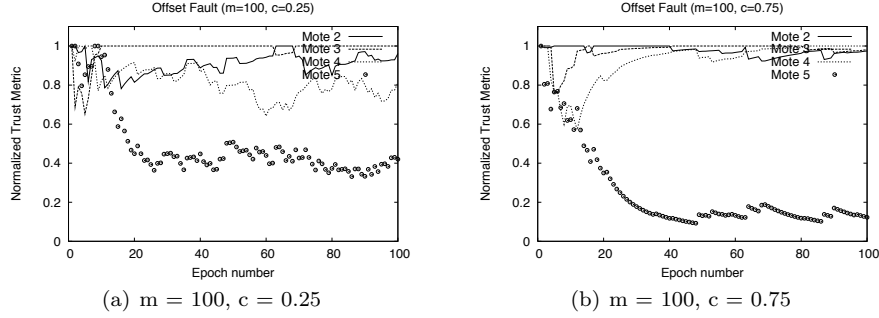 Offset Fault (m=100, c=0.25)
Normalized Trust Metric
1
0.8
0.6
0.4
0.2
0
Mote 2
Mote 3
Mote 4
Mote 5
0 20 40 60 80 100
Epoch number
(a) m = 100, c = 0.25
Offset Fault (m=100, c=0.75)
Normalized Trust Metric
1
0.8
0.6
0.4
0.2
0
Mote 2
Mote 3
Mote 4
Mote 5
0 20 40 60 80 100
Epoch number
(b) m = 100, c = 0.75